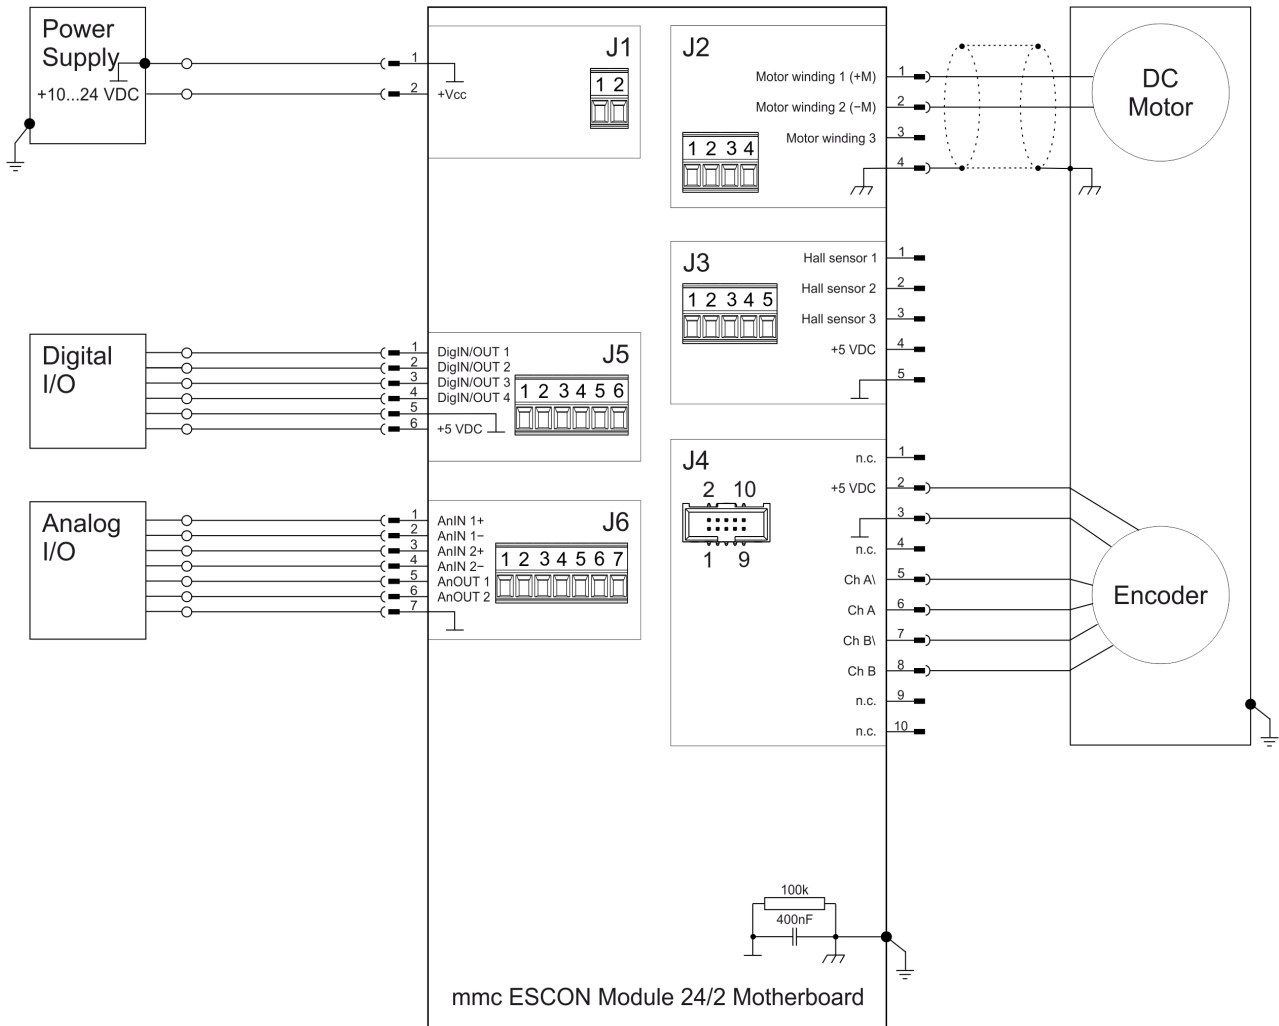 Power
Supply
+10...24 VDC
1
2
+Vcc
J1
1 2
J2
1 2 3 4
Motor winding 1 (+M)
Motor winding 2 (−M)
Motor winding 3
1
2
3
4
DC
Motor
J3
1 2 3 4 5
Hall sensor 1
Hall sensor 2
Hall sensor 3
+5 VDC
1
2
3
4
5
Digital
I/O
1
2
3
4
5
6
DigIN/OUT 1
DigIN/OUT 2
DigIN/OUT 3
DigIN/OUT 4
+5 VDC
J5
1 2 3 4 5 6
J4
2 10
1 9
n.c.
+5 VDC
n.c.
Ch A\
Ch A
Ch B\
Ch B
n.c.
n.c.
1
2
3
4
5
6
7
8
9
10
Encoder
Analog
I/O
1
2
3
4
5
6
7
AnIN 1+
AnIN 1−
AnIN 2+
AnIN 2−
AnOUT 1
AnOUT 2
J6
1 2 3 4 5 6 7
100k
400nF
mmc ESCON Module 24/2 Motherboard